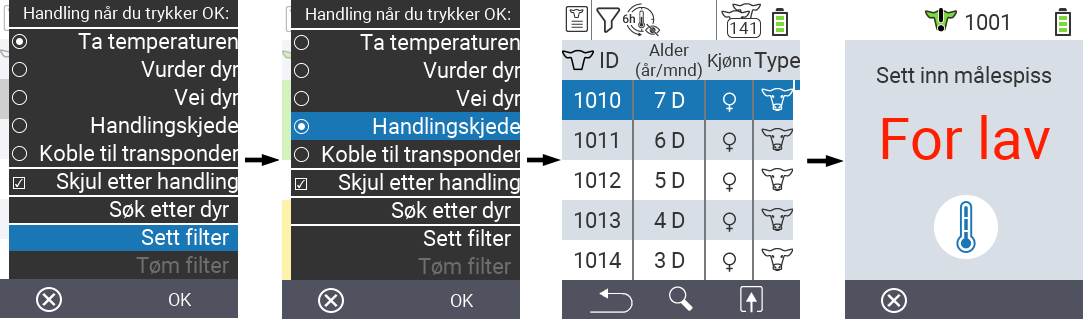 Handling når du trykker OK:
Ta temperaturen
Vurder dyr
Vei dyr
Handlingskjede
Koble til transponder
Skjul etter handling
Søk etter dyr
Sett filter
Tøm filter
OK
Handling når du trykker OK:
Ta temperaturen
Vurder dyr
Vei dyr
Handlingskjede
Koble til transponder
Skjul etter handling
Søk etter dyr
Sett filter
Tøm filter
OK
6h 141
ID Alder (år/mnd) Kjønn Type
1010 7 D
1011 6 D
1012 5 D
1013 4 D
1014 3 D
1001
Sett inn målespiss
For lav